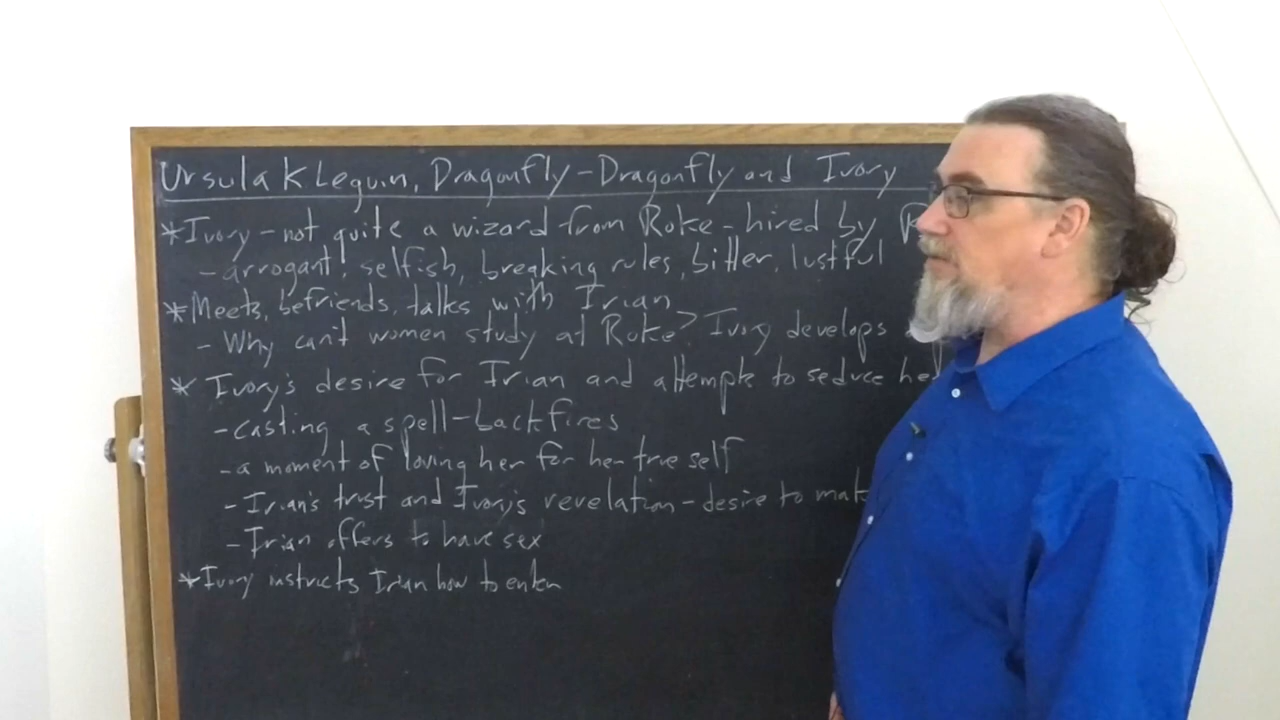 Ursula K Leguin, Dragonfly - Dragonfly and Ivory
* Ivory - not quite a wizard from Roke - hired by
- arrogant, selfish, breaking rules, bitter, lustful
* Meets, befriends, talks with Irian
- Why can't women study at Roke > Ivory develops
* Ivory's desire for Irian and attempts to seduce her
- casting a spell - backfires
- a moment of loving her for her true self
- Irian's trust and Ivory's revelation - desire to
- Irian offers to have sex
* Ivory instructs Irian how to enter